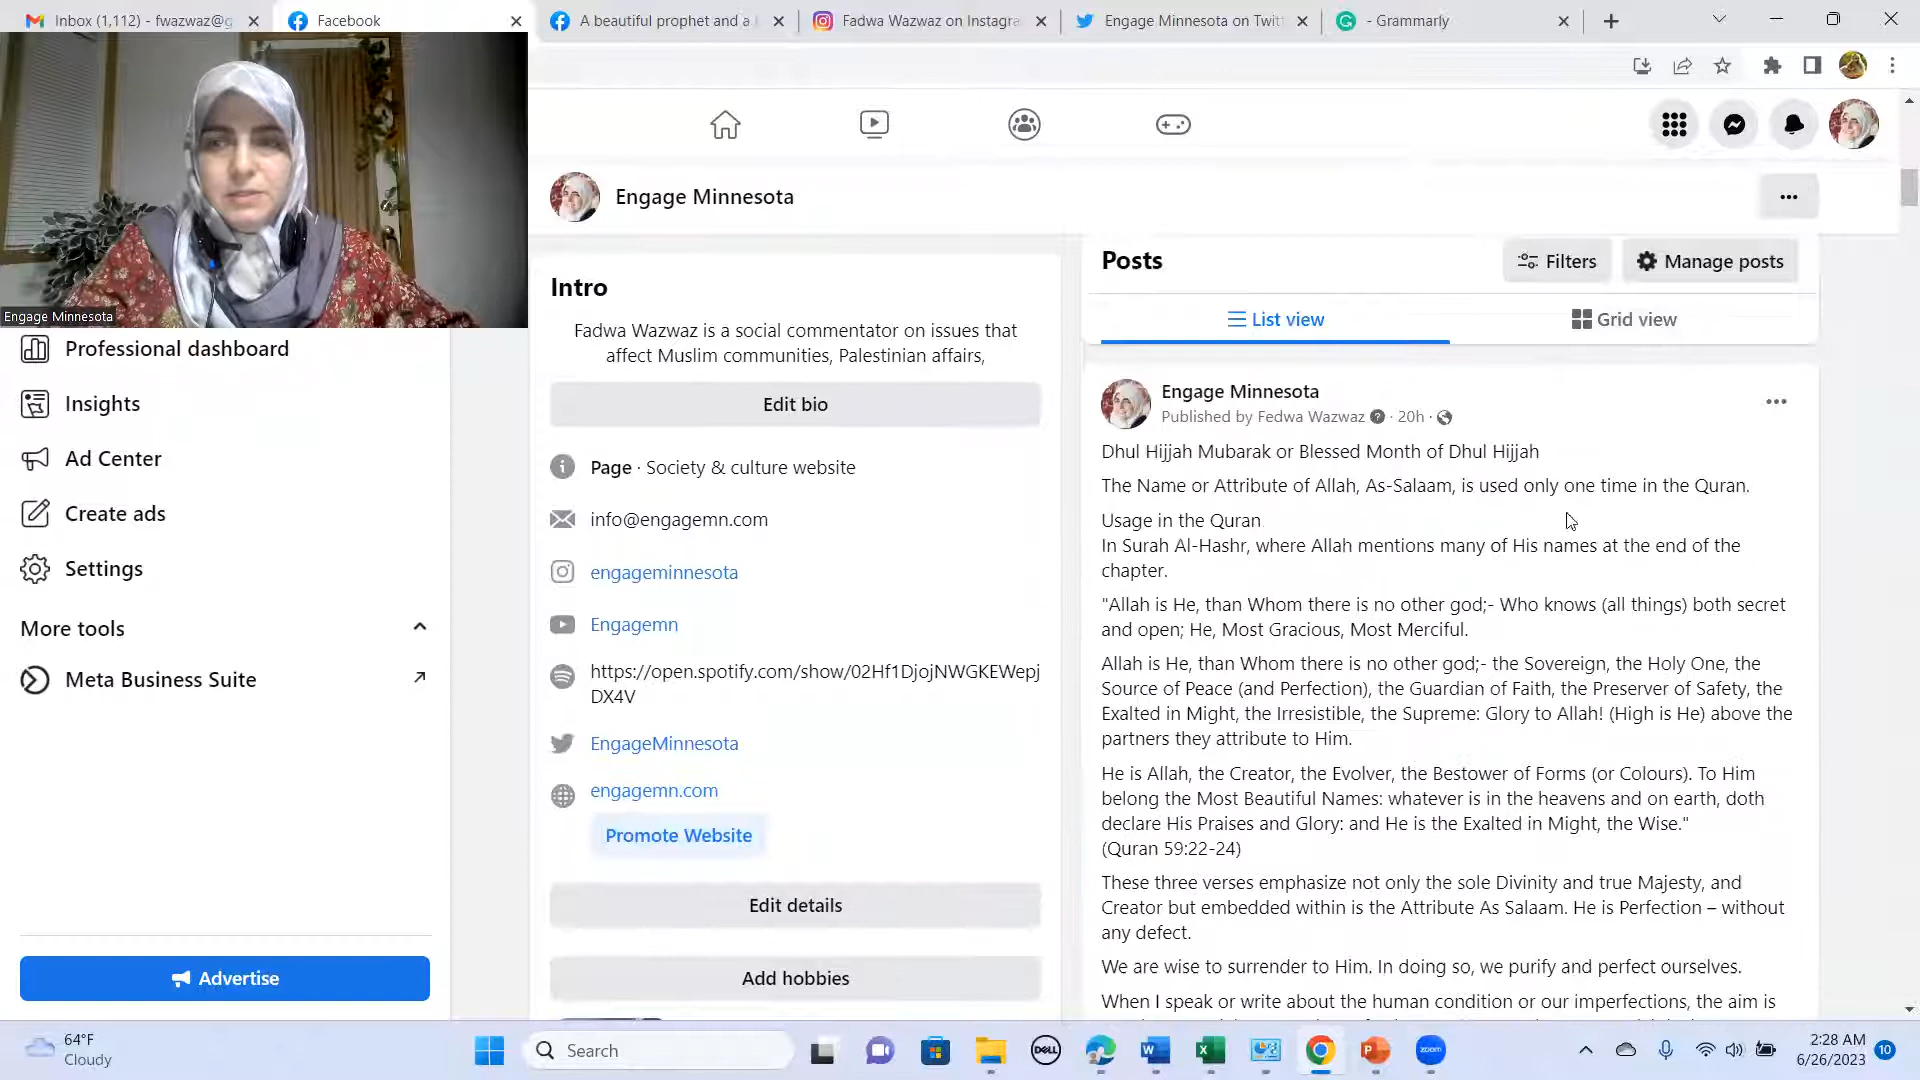 Inbox (1,112) - fwazwaz@g
Facebook
A beautiful prophet and a
Fadwa Wazwaz on Instagra
Engage Minnesota on Twit
- Grammarly
Engage Minnesota
Engage Minnesota
Professional dashboard
Insights
Ad Center
Create ads
Settings
More tools
Meta Business Suite
Advertise
Intro
Fadwa Wazwaz is a social commentator on issues that
affect Muslim communities, Palestinian affairs,
Edit bio
Page · Society & culture website
info@engagemn.com
engageminnesota
Engagemn
https://open.spotify.com/show/02Hf1DjojNWGKEWepj
DX4V
EngageMinnesota
engagemn.com
Promote Website
Edit details
Add hobbies
Posts
Filters
Manage posts
List view
Grid view
Engage Minnesota
Published by Fedwa Wazwaz · 20h ·
Dhul Hijjah Mubarak or Blessed Month of Dhul Hijjah
The Name or Attribute of Allah, As-Salaam, is used only one time in the Quran.
Usage in the Quran
In Surah Al-Hashr, where Allah mentions many of His names at the end of the
chapter.
"Allah is He, than Whom there is no other god;- Who knows (all things) both secret
and open; He, Most Gracious, Most Merciful.
Allah is He, than Whom there is no other god;- the Sovereign, the Holy One, the
Source of Peace (and Perfection), the Guardian of Faith, the Preserver of Safety, the
Exalted in Might, the Irresistible, the Supreme: Glory to Allah! (High is He) above the
partners they attribute to Him.
He is Allah, the Creator, the Evolver, the Bestower of Forms (or Colours). To Him
belong the Most Beautiful Names: whatever is in the heavens and on earth, doth
declare His Praises and Glory: and He is the Exalted in Might, the Wise."
(Quran 59:22-24)
These three verses emphasize not only the sole Divinity and true Majesty, and
Creator but embedded within is the Attribute As Salaam. He is Perfection – without
any defect.
We are wise to surrender to Him. In doing so, we purify and perfect ourselves.
When I speak or write about the human condition or our imperfections, the aim is
64°F
Cloudy
Search
DELL
zoom
2:28 AM
6/26/2023
10